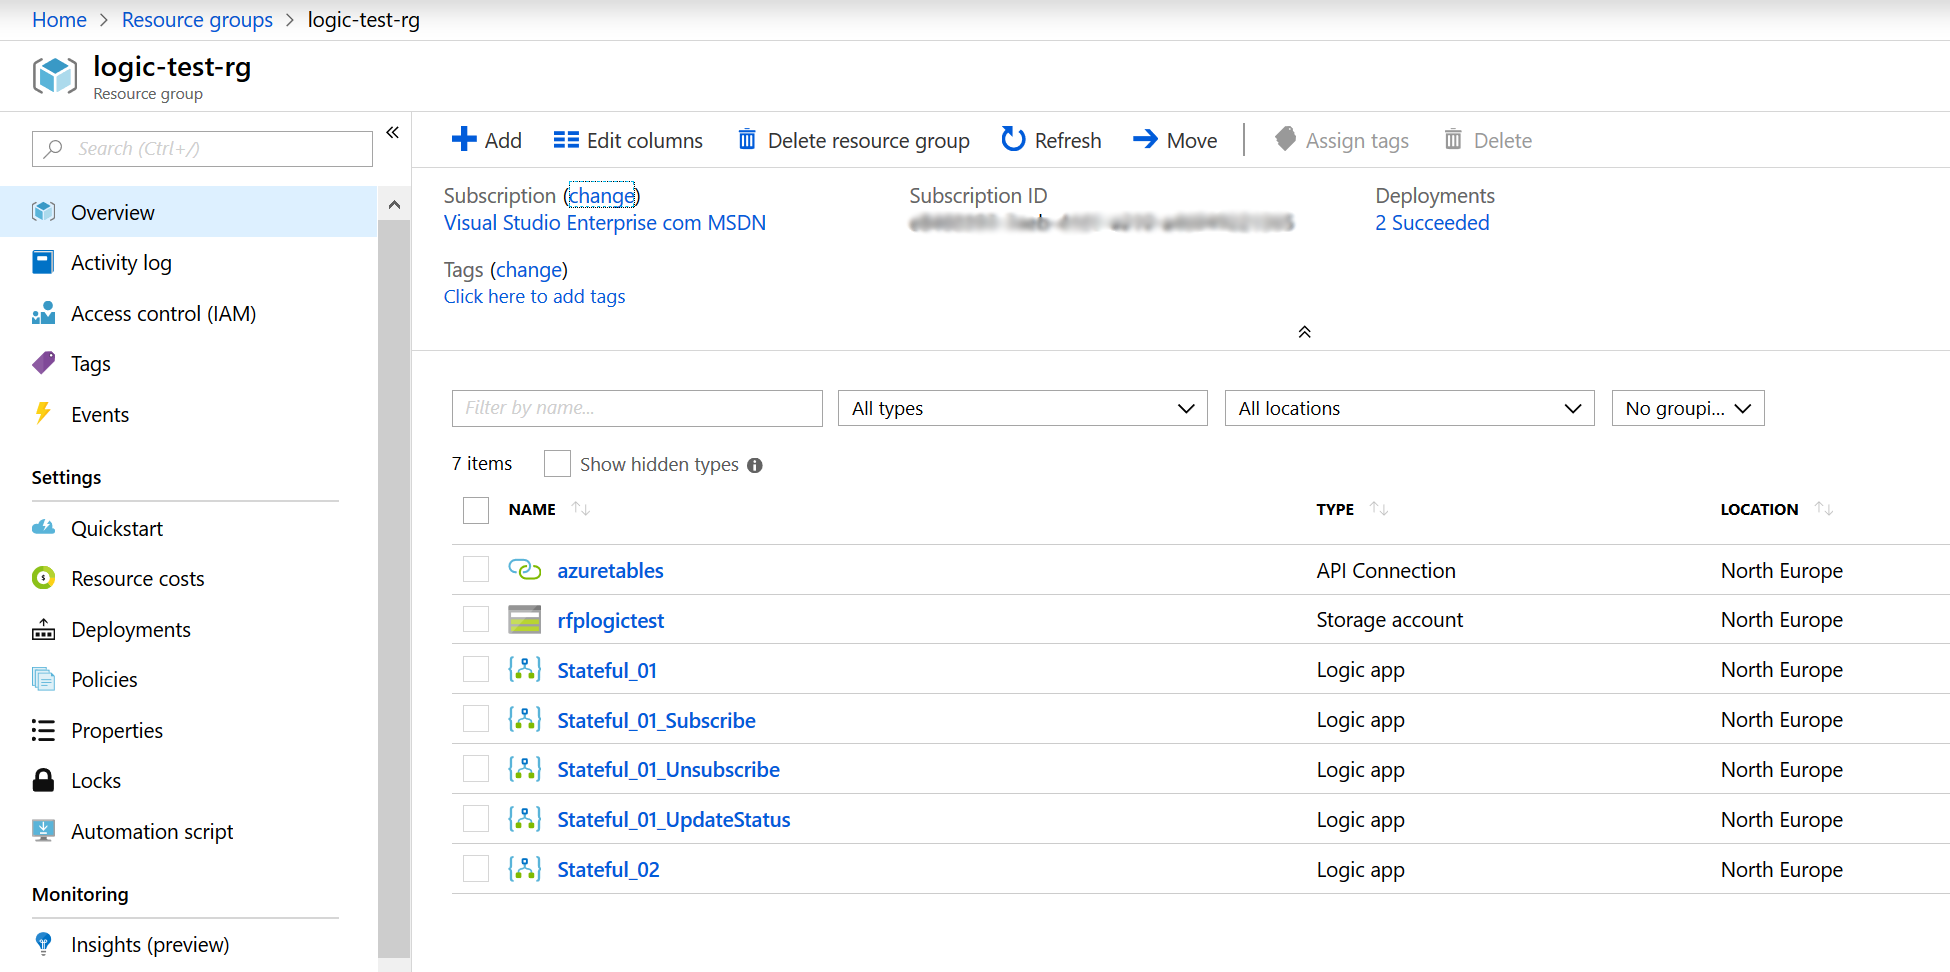 Home > Resource groups > logic-test-rg
logic-test-rg
Resource group
Search (Ctrl+/)
«
Overview
Activity log
Access control (IAM)
Tags
Events
Settings
Quickstart
Resource costs
Deployments
Policies
Properties
Locks
Automation script
Monitoring
Insights (preview)
Add Edit columns Delete resource group Refresh Move Assign tags Delete
Subscription (change) Subscription ID Deployments
Visual Studio Enterprise com MSDN 2 Succeeded
Tags (change)
Click here to add tags
Filter by name... All types All locations No groupi...
7 items Show hidden types
NAME TYPE LOCATION
azuretables API Connection North Europe
rfplogictest Storage account North Europe
Stateful_01 Logic app North Europe
Stateful_01_Subscribe Logic app North Europe
Stateful_01_Unsubscribe Logic app North Europe
Stateful_01_UpdateStatus Logic app North Europe
Stateful_02 Logic app North Europe